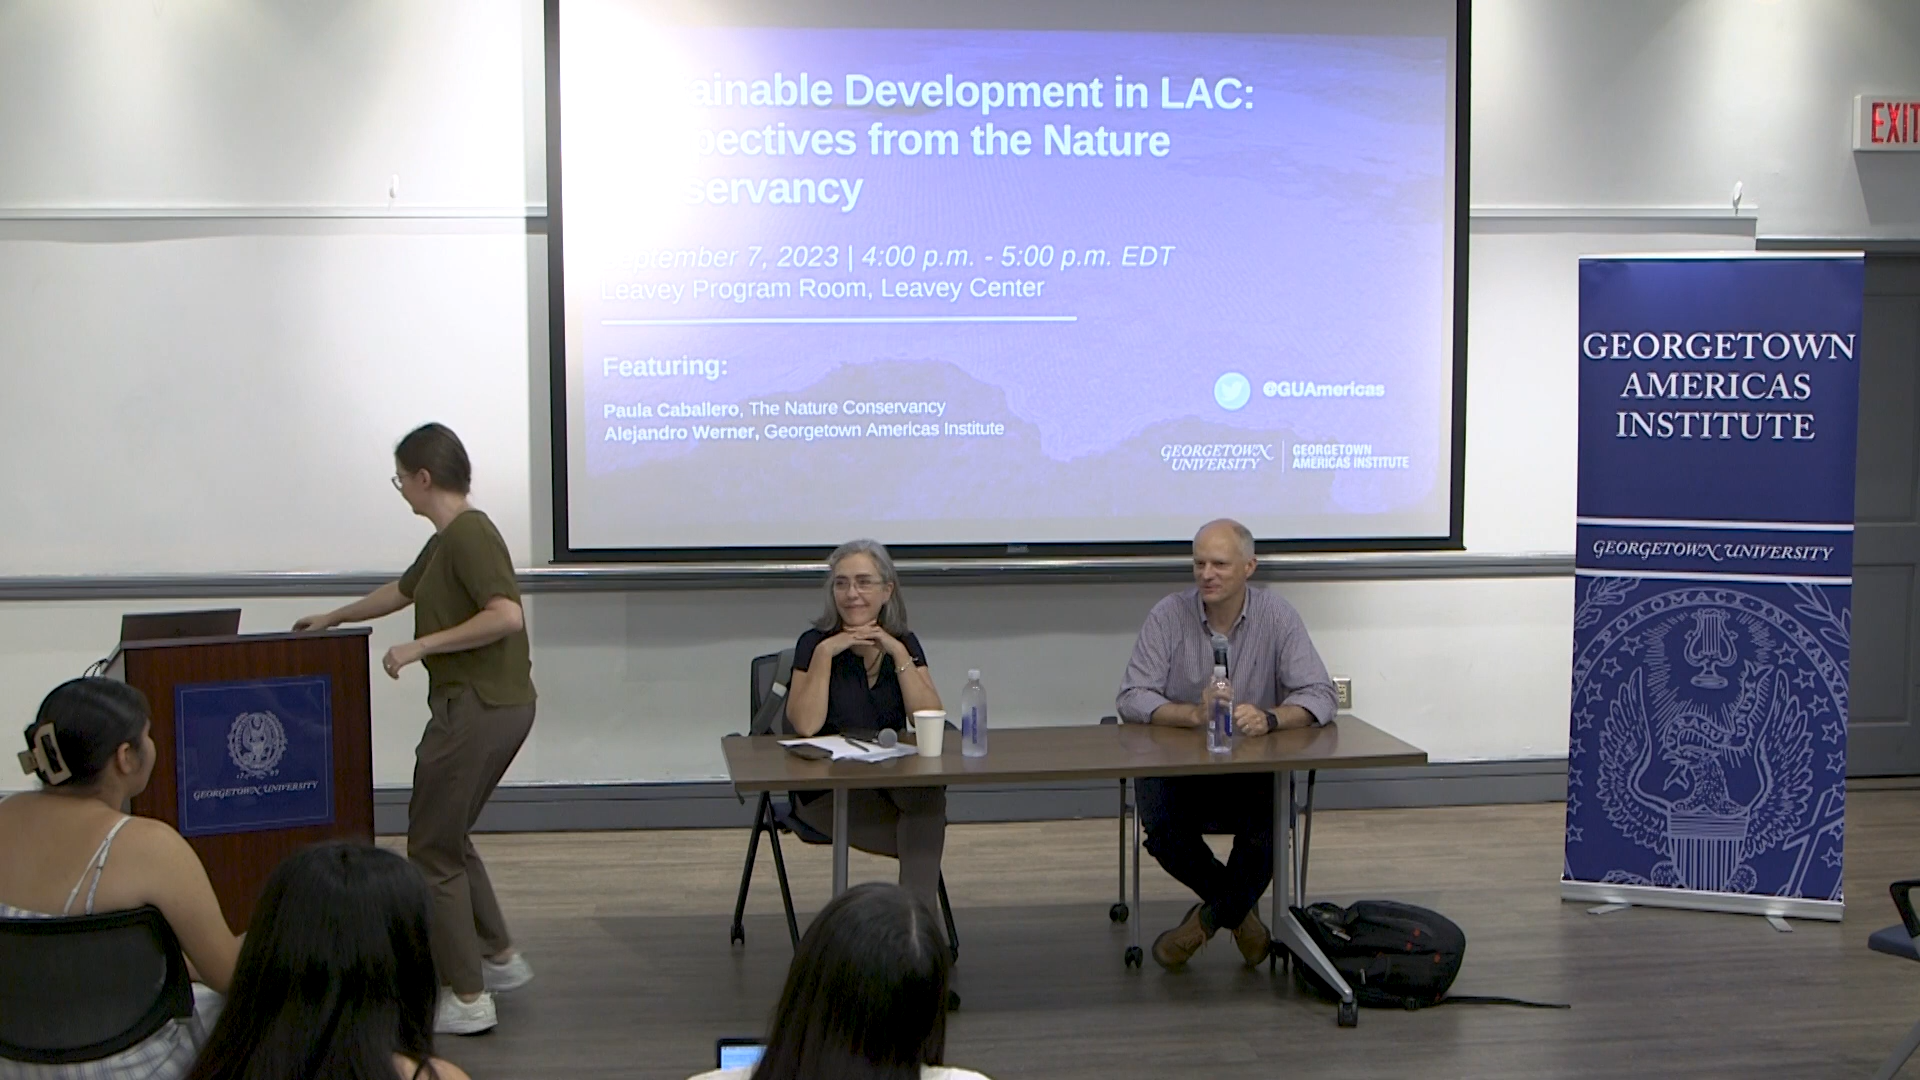 ainable Development in LAC:
pectives from the Nature
servancy
September 7, 2023 | 4:00 p.m. - 5:00 p.m. EDT
Leavey Program Room, Leavey Center
Featuring:
Paula Caballero, The Nature Conservancy
Alejandro Werner, Georgetown Americas Institute
@GUAmericas
GEORGETOWN
UNIVERSITY
GEORGETOWN
AMERICAS INSTITUTE
EXIT
GEORGETOWN
AMERICAS
INSTITUTE
GEORGETOWN UNIVERSITY
GEORGETOWN UNIVERSITY